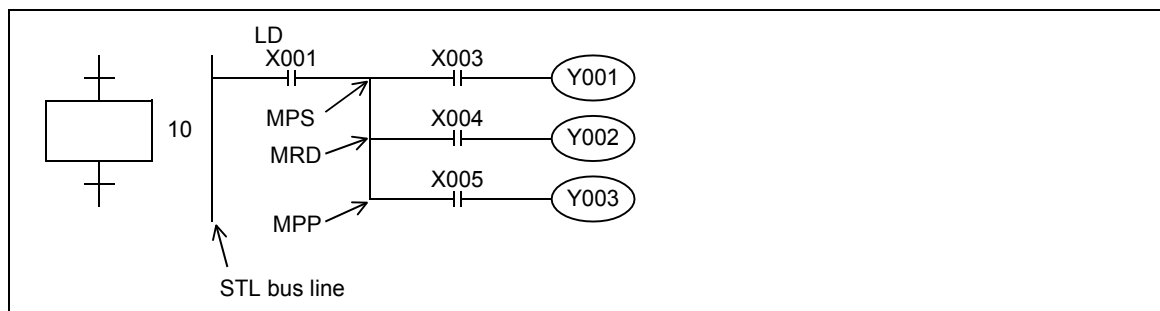 LD
X001 X003 Y001
10 MPS X004 Y002
MRD
X005 Y003
MPP
STL bus line